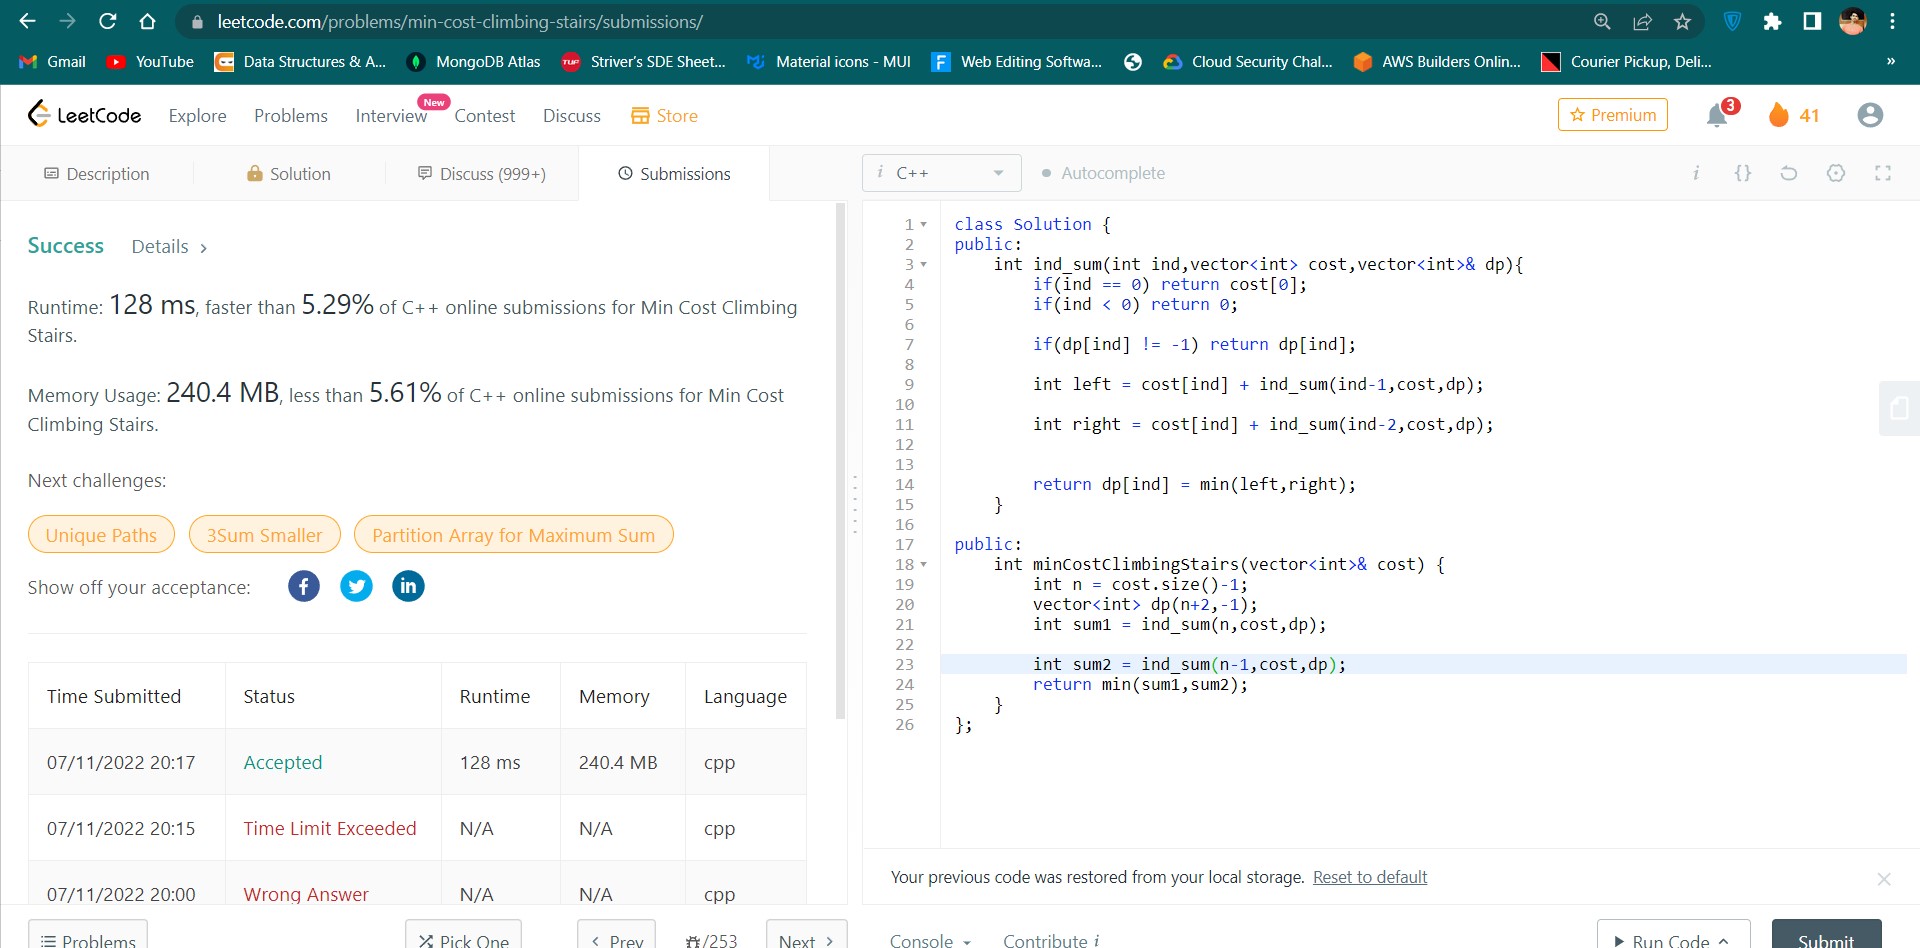 leetcode.com/problems/min-cost-climbing-stairs/submissions/
Gmail YouTube Data Structures & A... MongoDB Atlas Striver's SDE Sheet... Material icons - MUI Web Editing Softwa... Cloud Security Chal... AWS Builders Onlin... Courier Pickup, Deli... »
LeetCode Explore Problems Interview New Contest Discuss Store Premium 3 41
Description Solution Discuss (999+) Submissions
i C++ Autocomplete i {}
Success Details >
Runtime: 128 ms, faster than 5.29% of C++ online submissions for Min Cost Climbing
Stairs.
Memory Usage: 240.4 MB, less than 5.61% of C++ online submissions for Min Cost
Climbing Stairs.
Next challenges:
Unique Paths 3Sum Smaller Partition Array for Maximum Sum
Show off your acceptance:
Time Submitted Status Runtime Memory Language
07/11/2022 20:17 Accepted 128 ms 240.4 MB cpp
07/11/2022 20:15 Time Limit Exceeded N/A N/A cpp
07/11/2022 20:00 Wrong Answer N/A N/A cpp
Problems Pick One < Prev /253 Next >
1 class Solution {
2 public:
3 int ind_sum(int ind,vector<int> cost,vector<int>& dp){
4 if(ind == 0) return cost[0];
5 if(ind < 0) return 0;
6
7 if(dp[ind] != -1) return dp[ind];
8
9 int left = cost[ind] + ind_sum(ind-1,cost,dp);
10
11 int right = cost[ind] + ind_sum(ind-2,cost,dp);
12
13
14 return dp[ind] = min(left,right);
15 }
16
17 public:
18 int minCostClimbingStairs(vector<int>& cost) {
19 int n = cost.size()-1;
20 vector<int> dp(n+2,-1);
21 int sum1 = ind_sum(n,cost,dp);
22
23 int sum2 = ind_sum(n-1,cost,dp);
24 return min(sum1,sum2);
25 }
26 };
Your previous code was restored from your local storage. Reset to default
Console Contribute i Run Code Submit